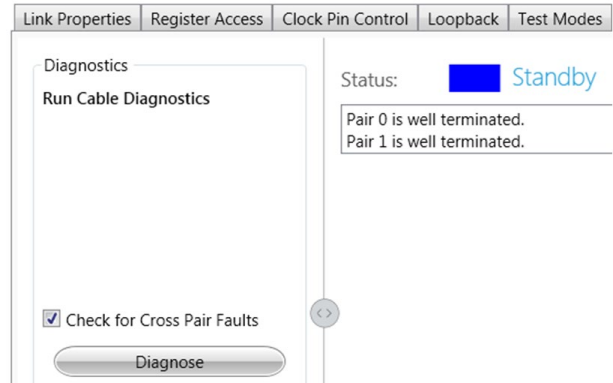 Link Properties
Register Access
Clock Pin Control
Loopback
Test Modes
Diagnostics
Run Cable Diagnostics
Check for Cross Pair Faults
Diagnose
Status:
Standby
Pair 0 is well terminated.
Pair 1 is well terminated.